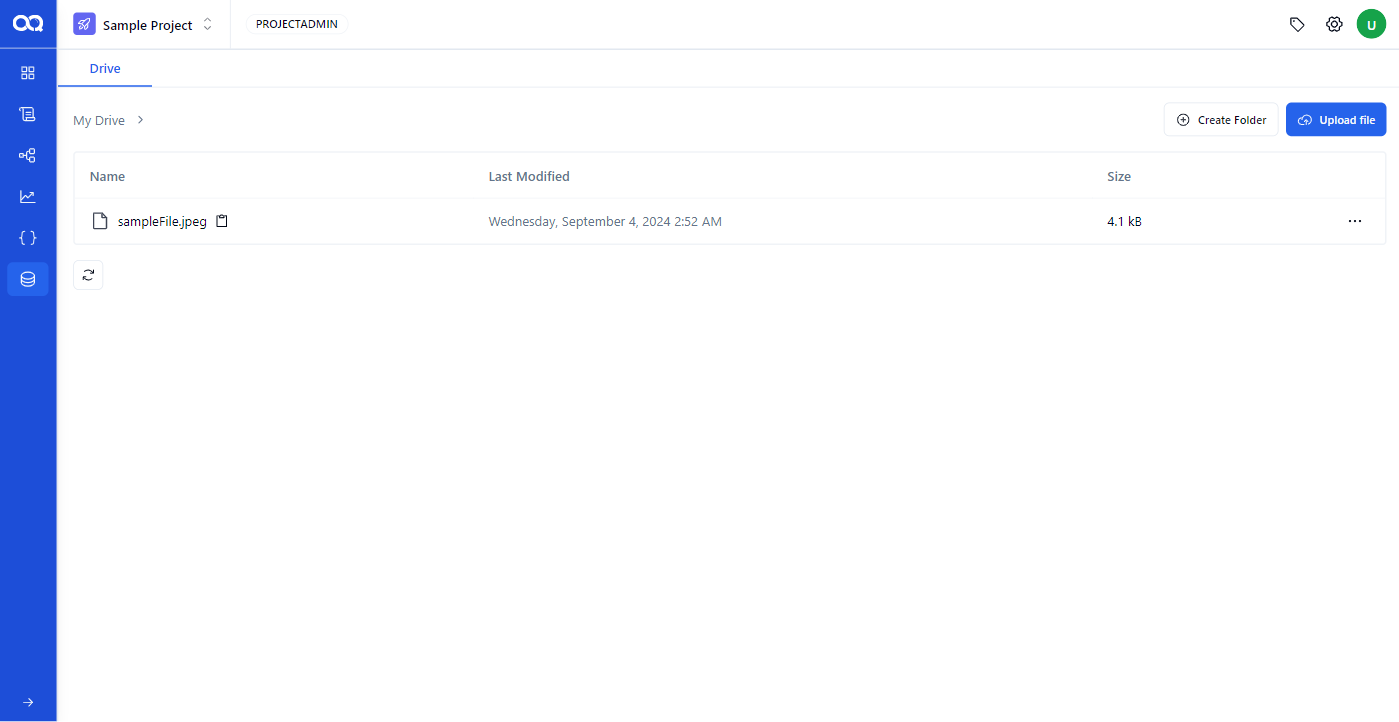 Sample Project PROJECTADMIN U
Drive
My Drive Create Folder Upload file
Name Last Modified Size
sampleFile.jpeg Wednesday, September 4, 2024 2:52 AM 4.1 kB